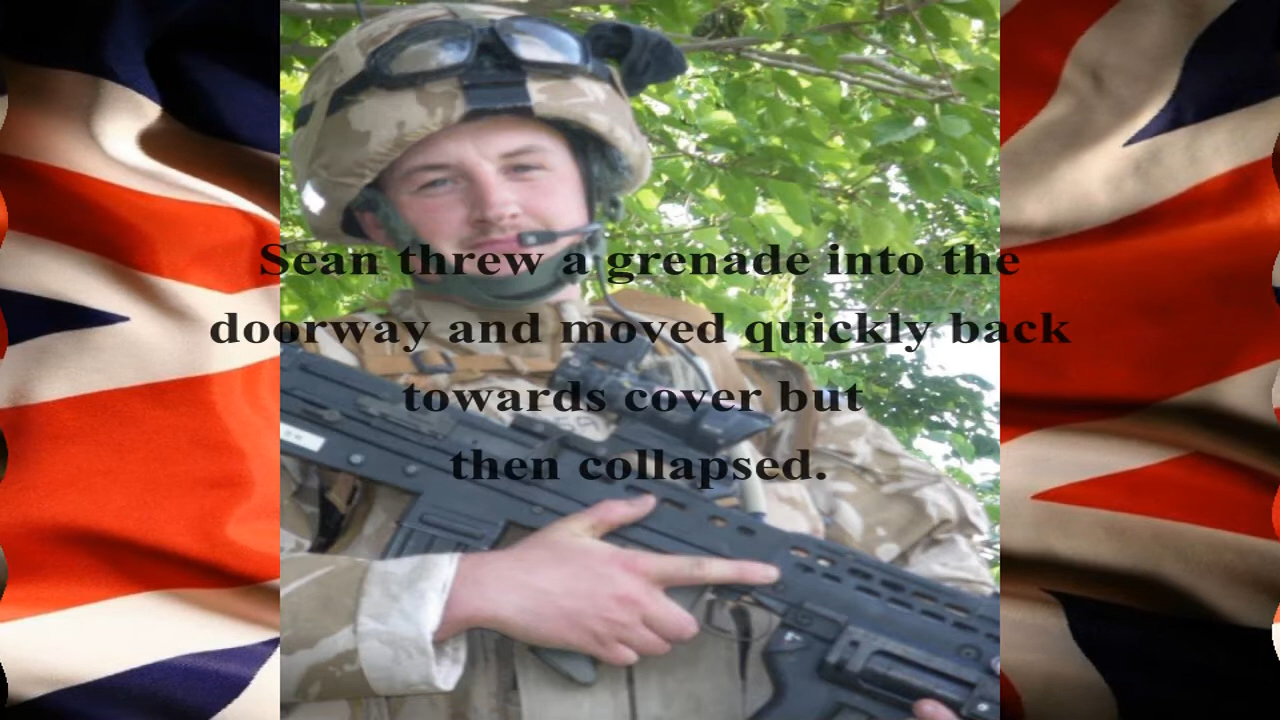 Sean threw a grenade into the
doorway and moved quickly back
towards cover but
then collapsed.